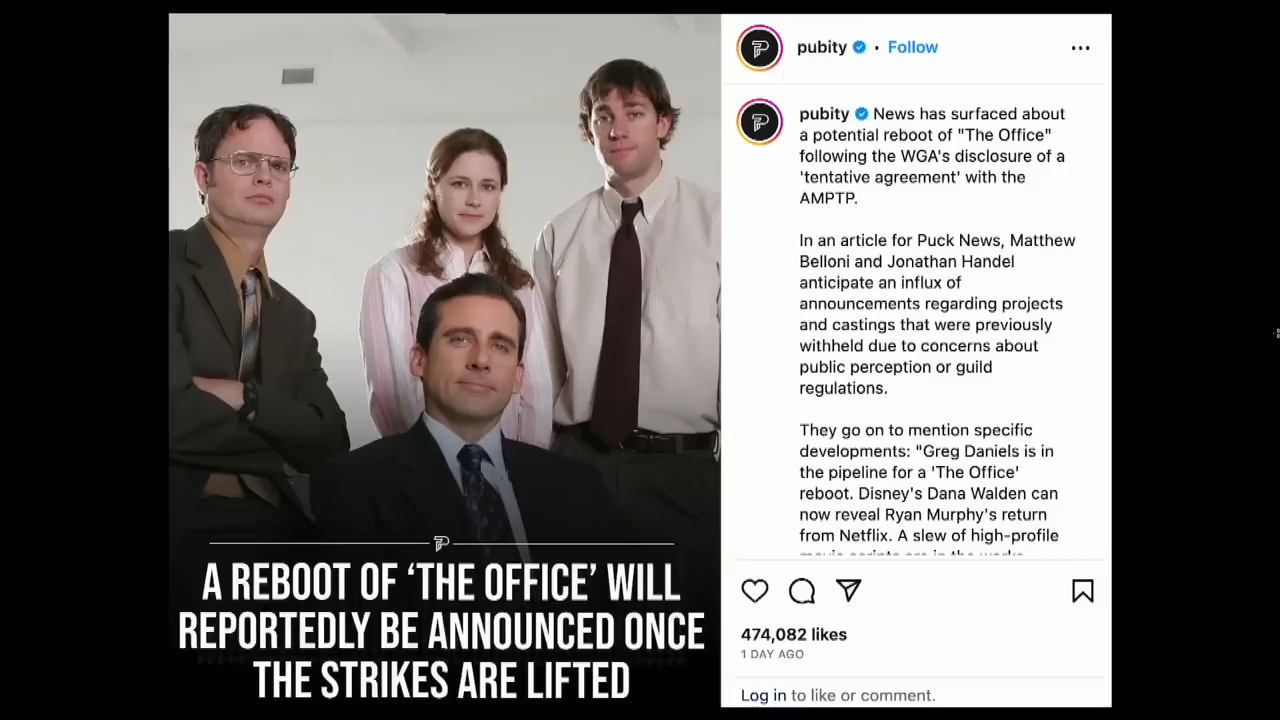 A REBOOT OF ‘THE OFFICE’ WILL
REPORTEDLY BE ANNOUNCED ONCE
THE STRIKES ARE LIFTED
pubity • Follow
pubity News has surfaced about
a potential reboot of "The Office"
following the WGA's disclosure of a
'tentative agreement' with the
AMPTP.
In an article for Puck News, Matthew
Belloni and Jonathan Handel
anticipate an influx of
announcements regarding projects
and castings that were previously
withheld due to concerns about
public perception or guild
regulations.
They go on to mention specific
developments: "Greg Daniels is in
the pipeline for a 'The Office'
reboot. Disney's Dana Walden can
now reveal Ryan Murphy's return
from Netflix. A slew of high-profile
474,082 likes
1 DAY AGO
Log in to like or comment.